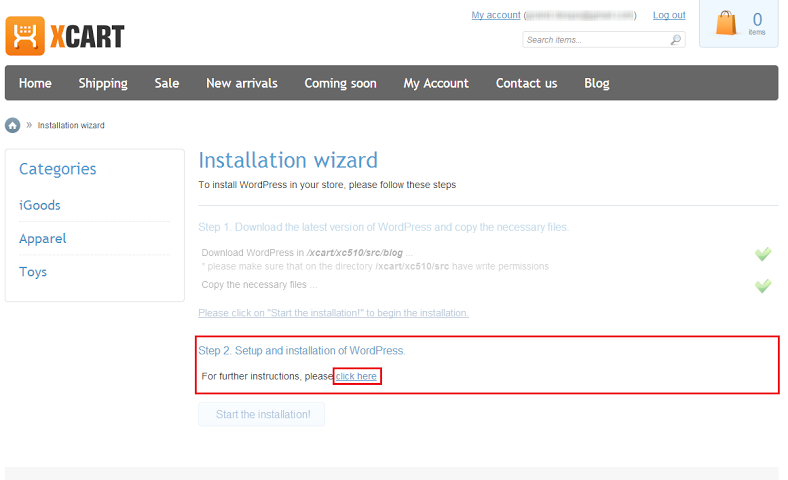 My account ( ) Log out
0
items
XCART
Search items...
Home Shipping Sale New arrivals Coming soon My Account Contact us Blog
» Installation wizard
Categories
iGoods
Apparel
Toys
Installation wizard
To install WordPress in your store, please follow these steps
Step 1. Download the latest version of WordPress and copy the necessary files.
Download WordPress in /xcart/xc510/src/blog ...
* please make sure that on the directory /xcart/xc510/src have write permissions
Copy the necessary files ...
Please click on "Start the installation!" to begin the installation.
Step 2. Setup and installation of WordPress.
For further instructions, please click here
Start the installation!